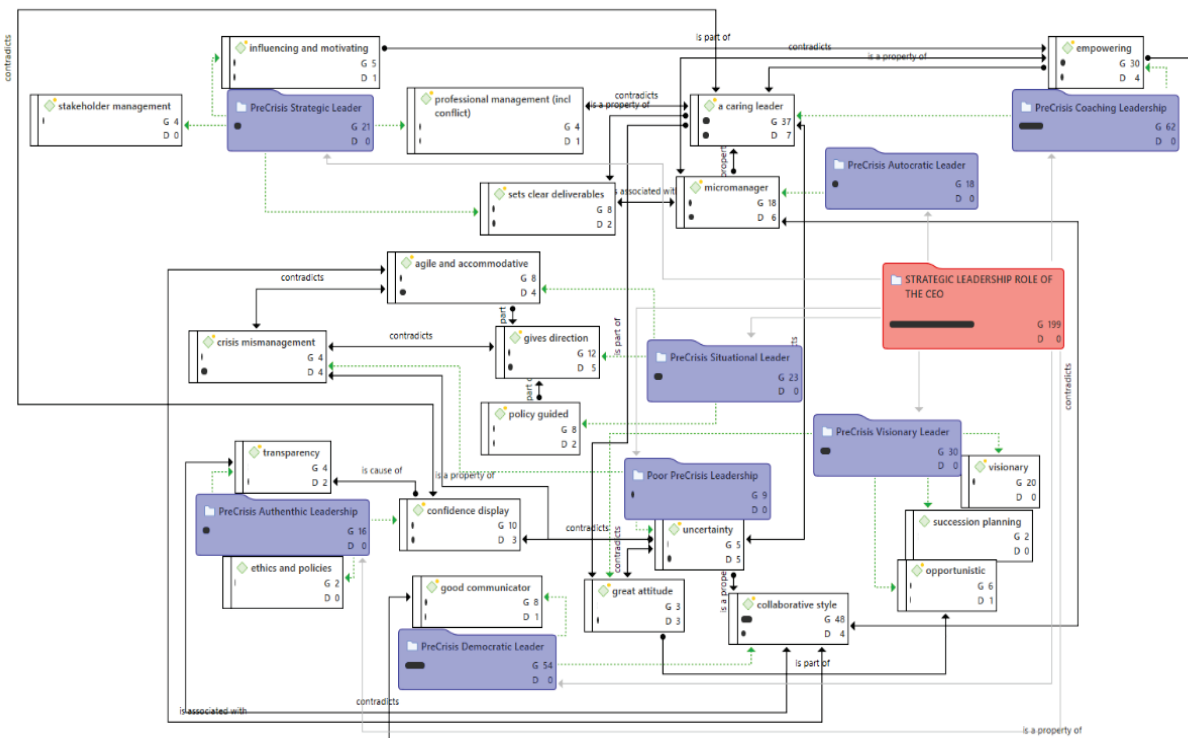 contradicts
is part of
influencing and motivating
G 5
D 1
contradicts
is a property of
empowering
G 30
D 4
stakeholder management
G 4
D 0
PreCrisis Strategic Leader
G 21
D 0
professional management (incl
conflict)
G 4
D 1
contradicts
is a property of
a caring leader
G 37
D 7
PreCrisis Coaching Leadership
G 62
D 0
PreCrisis Autocratic Leader
G 18
D 0
sets clear deliverables
G 8
D 2
is associated with
micromanager
G 18
D 6
agile and accommodative
G 8
D 4
contradicts
STRATEGIC LEADERSHIP ROLE OF
THE CEO
G 199
D 0
crisis mismanagement
G 4
D 4
contradicts
part
gives direction
G 12
D 5
is part of
PreCrisis Situational Leader
G 23
D 0
contradicts
policy guided
G 8
D 2
PreCrisis Visionary Leader
G 30
D 0
transparency
G 4
D 2
is cause of
is a property of
Poor PreCrisis Leadership
G 9
D 0
visionary
G 20
D 0
PreCrisis Authenthic Leadership
G 16
D 0
confidence display
G 10
D 3
contradicts
contradicts
uncertainty
G 5
D 5
succession planning
G 2
D 0
ethics and policies
G 2
D 0
good communicator
G 8
D 1
great attitude
G 3
D 3
opportunistic
G 6
D 1
collaborative style
G 48
D 4
PreCrisis Democratic Leader
G 54
D 0
is part of
contradicts
is associated with
is a property of